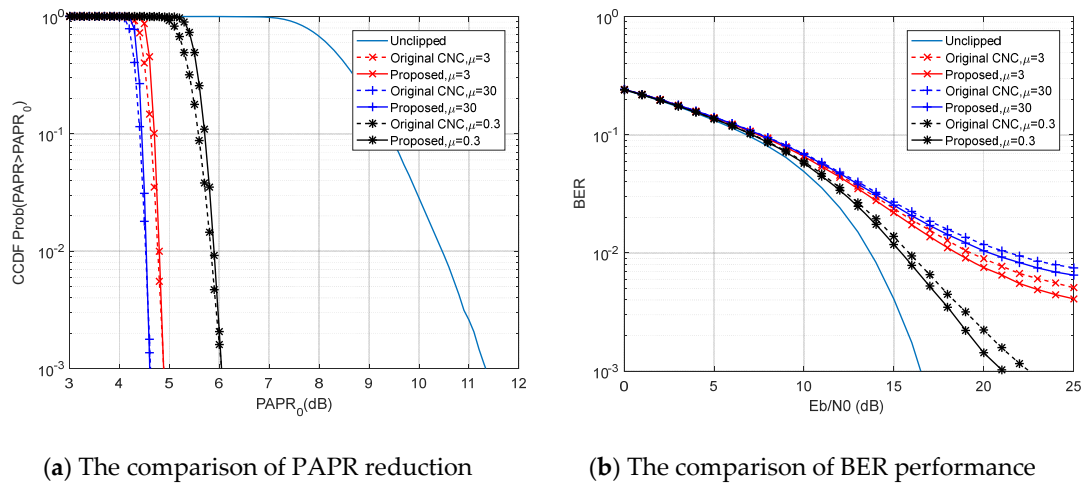 10^0
10^-1
10^-2
10^-3
CCDF Prob(PAPR>PAPR_0)
3 4 5 6 7 8 9 10 11 12
PAPR_0(dB)
Unclipped
Original CNC,μ=3
Proposed,μ=3
Original CNC,μ=30
Proposed,μ=30
Original CNC,μ=0.3
Proposed,μ=0.3
(a) The comparison of PAPR reduction
10^0
10^-1
10^-2
10^-3
BER
0 5 10 15 20 25
Eb/N0 (dB)
Unclipped
Original CNC,μ=3
Proposed,μ=3
Original CNC,μ=30
Proposed,μ=30
Original CNC,μ=0.3
Proposed,μ=0.3
(b) The comparison of BER performance